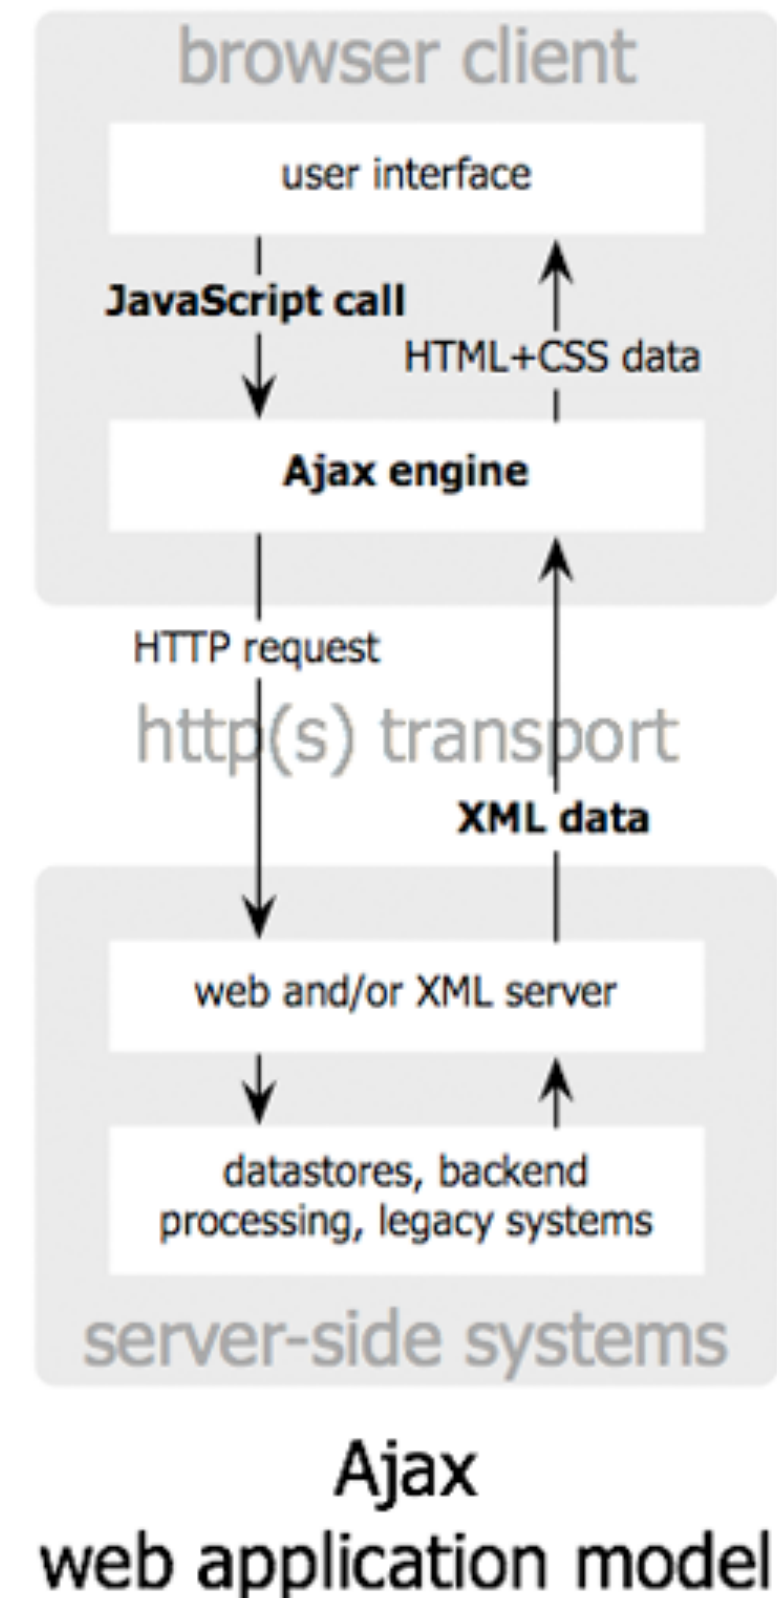 browser client
user interface
JavaScript call
HTML+CSS data
Ajax engine
HTTP request
http(s) transport
XML data
web and/or XML server
datastores, backend
processing, legacy systems
server-side systems
Ajax
web application model